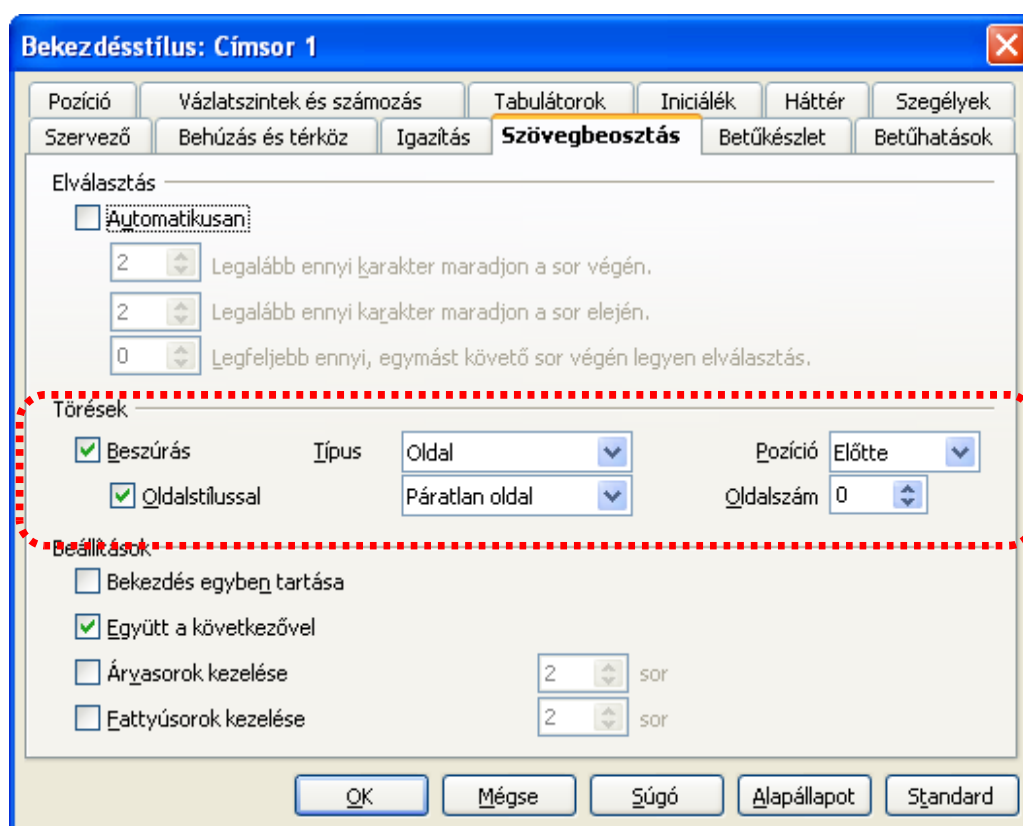 Bekezdésstílus: Címsor 1
Pozíció Vázlatszintek és számozás Tabulátorok Iniciálék Háttér Szegélyek
Szervező Behúzás és térköz Igazítás Szövegbeosztás Betűkészlet Betűhatások
Elválasztás
Automatikusan
2 Legalább ennyi karakter maradjon a sor végén.
2 Legalább ennyi karakter maradjon a sor elején.
0 Legfeljebb ennyi, egymást követő sor végén legyen elválasztás.
Törések
Beszúrás Típus Oldal Pozíció Előtte
Oldalstílussal Páratlan oldal Oldalszám 0
Beállítások
Bekezdés egyben tartása
Együtt a következővel
Árvasorok kezelése 2 sor
Fattyúsorok kezelése 2 sor
OK Mégse Súgó Alapállapot Standard